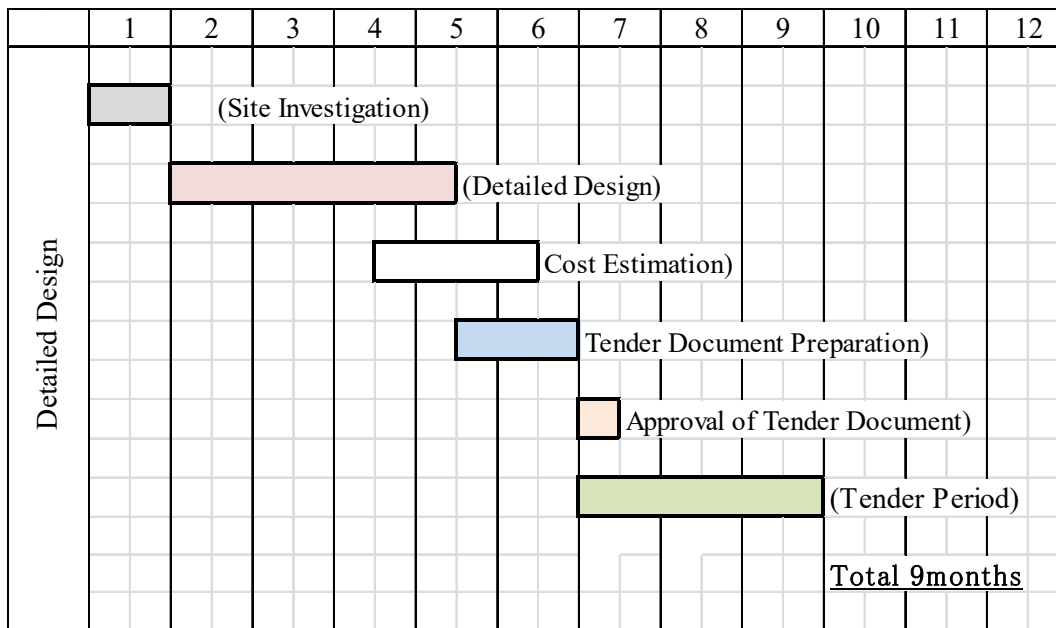 1 2 3 4 5 6 7 8 9 10 11 12
Detailed Design
(Site Investigation)
(Detailed Design)
Cost Estimation)
Tender Document Preparation)
Approval of Tender Document)
(Tender Period)
Total 9months